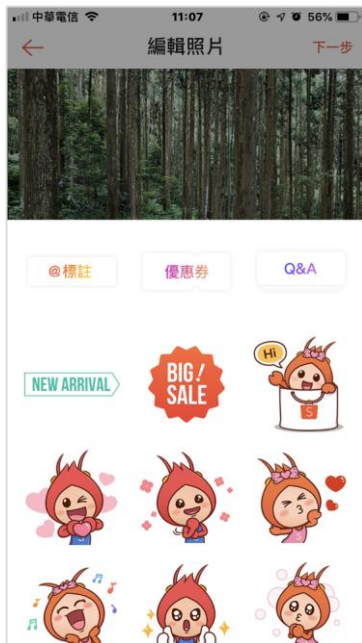 中華電信
11:07
56%
編輯照片
下一步
@標註
優惠券
Q&A
NEW ARRIVAL
BIG!
SALE
Hi
S